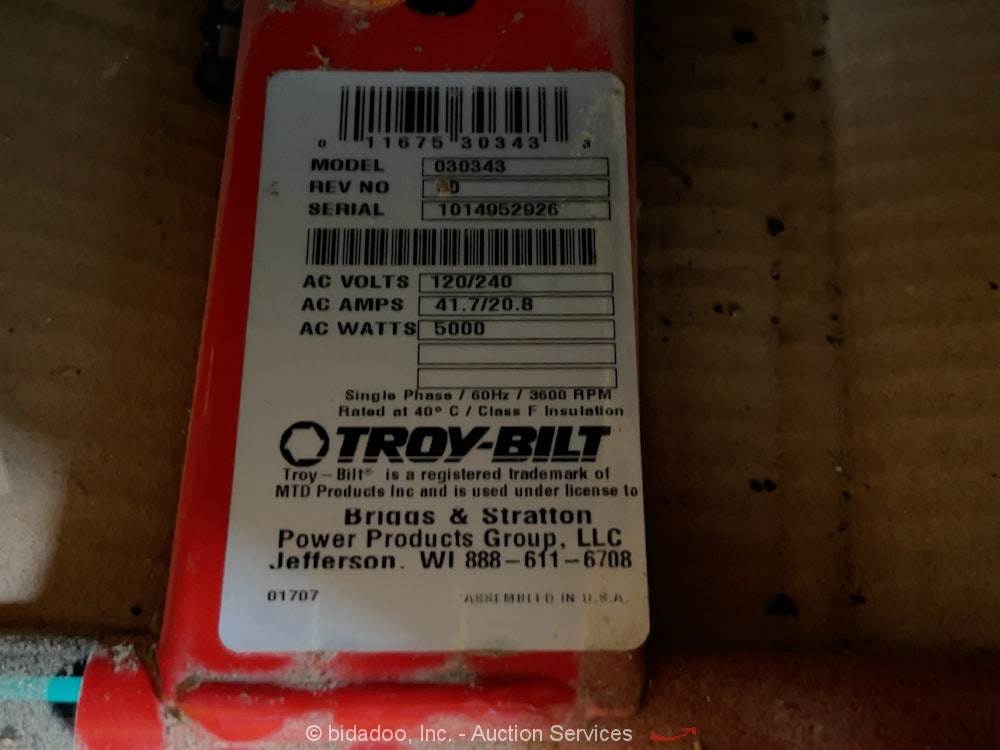 0 11675 30343 3
MODEL 030343
REV NO 0
SERIAL 1014952926
AC VOLTS 120/240
AC AMPS 41.7/20.8
AC WATTS 5000
Single Phase / 60Hz / 3600 RPM
Rated at 40° C / Class F Insulation
TROY-BILT
Troy-Bilt® is a registered trademark of
MTD Products Inc and is used under license to
Briggs & Stratton
Power Products Group, LLC
Jefferson. WI 888-611-6708
01707 ASSEMBLED IN U.S.A.
© bidadoo, Inc. - Auction Services